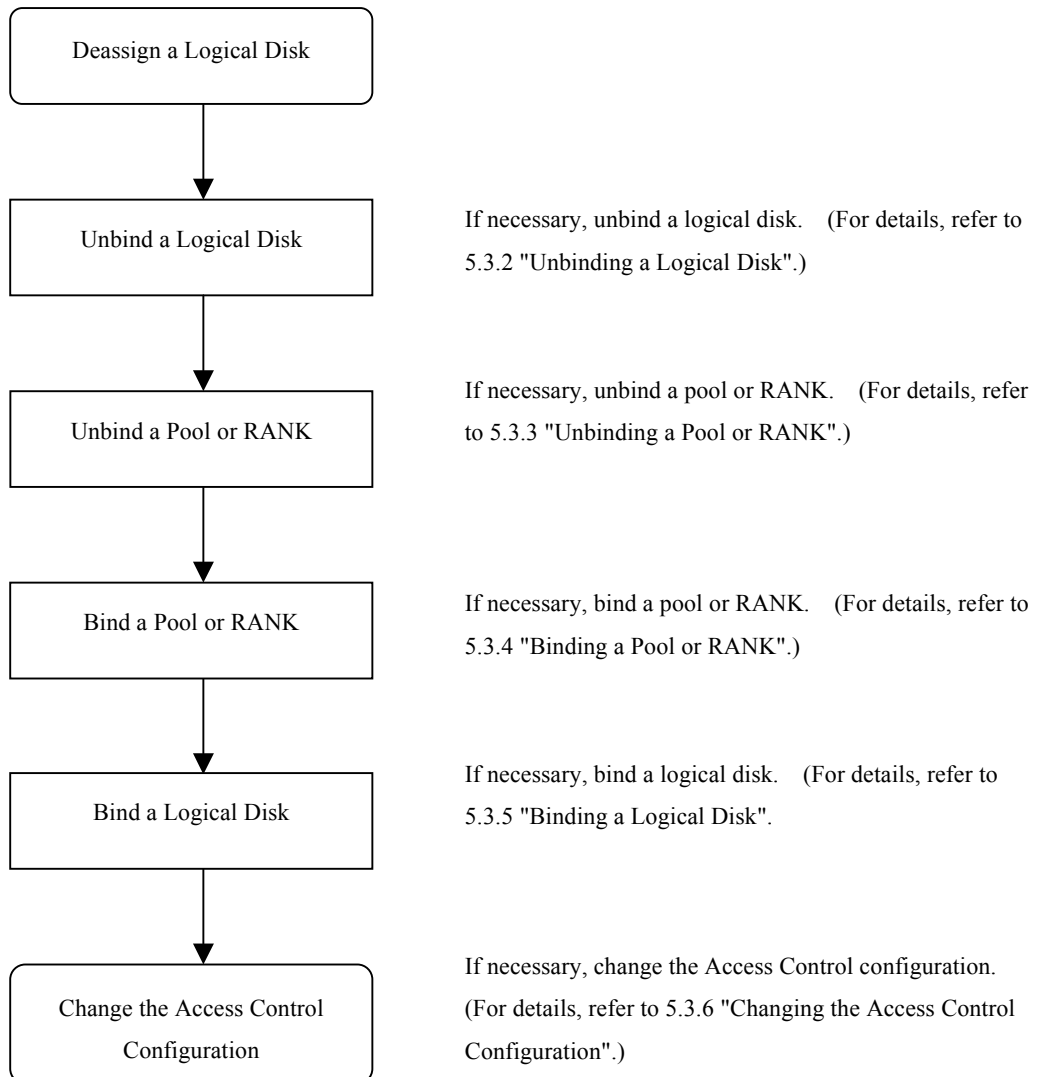 Deassign a Logical Disk
Unbind a Logical Disk
If necessary, unbind a logical disk. (For details, refer to
5.3.2 "Unbinding a Logical Disk".)
Unbind a Pool or RANK
If necessary, unbind a pool or RANK. (For details, refer
to 5.3.3 "Unbinding a Pool or RANK".)
Bind a Pool or RANK
If necessary, bind a pool or RANK. (For details, refer to
5.3.4 "Binding a Pool or RANK".)
Bind a Logical Disk
If necessary, bind a logical disk. (For details, refer to
5.3.5 "Binding a Logical Disk".
Change the Access Control
Configuration
If necessary, change the Access Control configuration.
(For details, refer to 5.3.6 "Changing the Access Control
Configuration".)